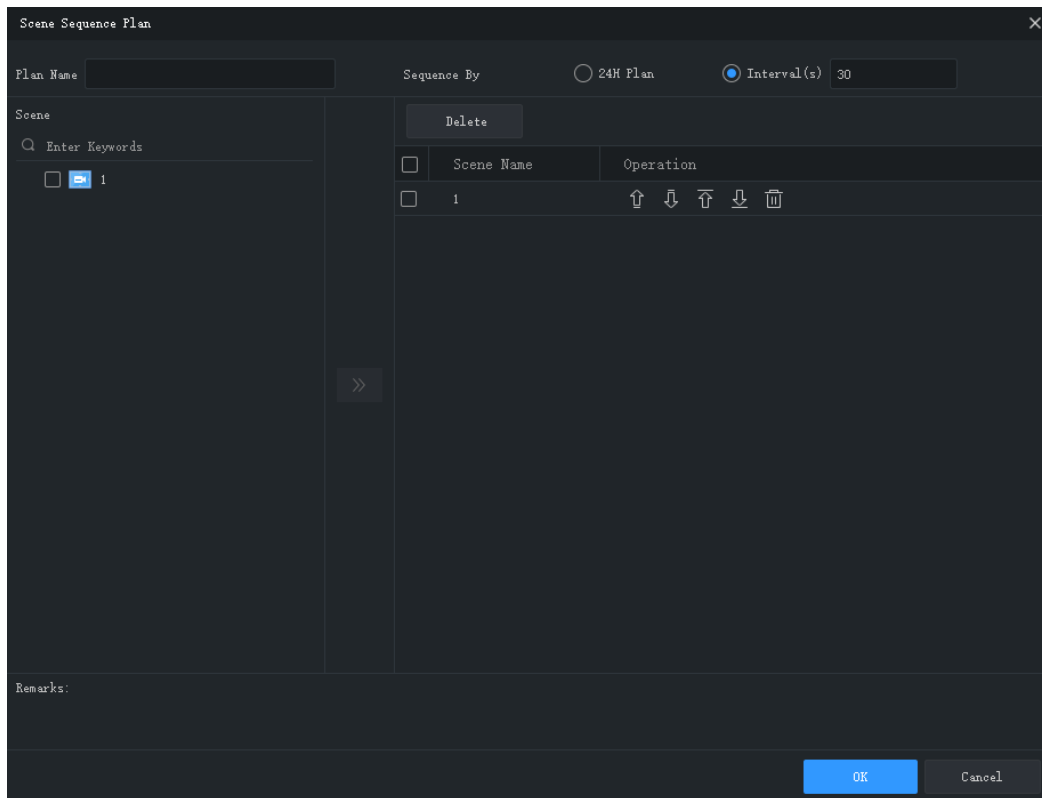 Scene Sequence Plan
Plan Name Sequence By 24H Plan Interval(s) 30
Scene
Enter Keywords
1
Delete
Scene Name Operation
1
Remarks:
OK Cancel